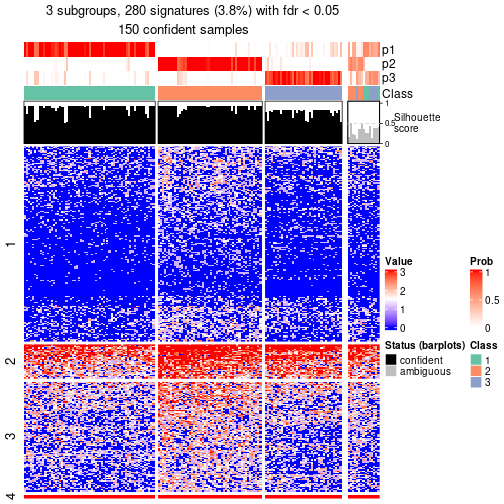 3 subgroups, 280 signatures (3.8%) with fdr < 0.05
150 confident samples
p1
p2
p3
Class
1
0.5
0
Silhouette
score
1
2
3
4
Value
3
2
1
0
Prob
1
0.5
0
Status (barplots)
confident
ambiguous
Class
1
2
3